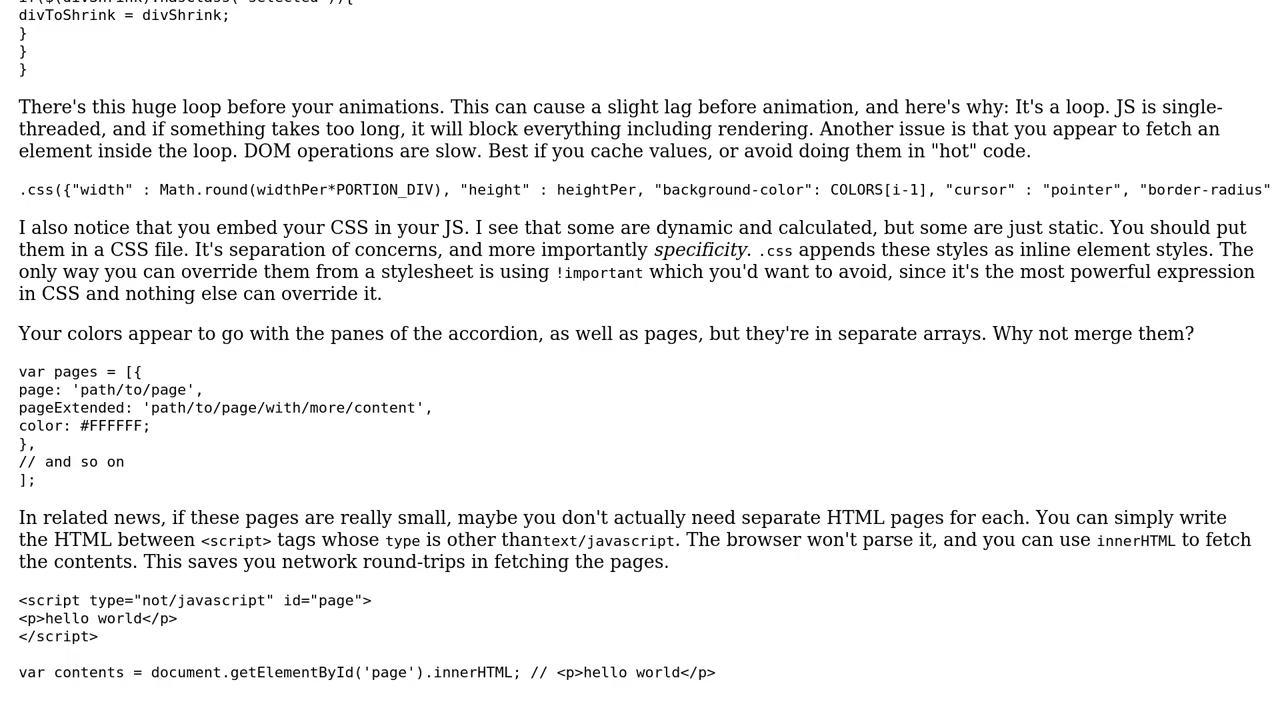 if($(divShrink).hasClass("selected")){
divToShrink = divShrink;
}
}
}
There's this huge loop before your animations. This can cause a slight lag before animation, and here's why: It's a loop. JS is single-
threaded, and if something takes too long, it will block everything including rendering. Another issue is that you appear to fetch an
element inside the loop. DOM operations are slow. Best if you cache values, or avoid doing them in "hot" code.
.css({"width" : Math.round(widthPer*PORTION_DIV), "height" : heightPer, "background-color": COLORS[i-1], "cursor" : "pointer", "border-radius"
I also notice that you embed your CSS in your JS. I see that some are dynamic and calculated, but some are just static. You should put
them in a CSS file. It's separation of concerns, and more importantly specificity. .css appends these styles as inline element styles. The
only way you can override them from a stylesheet is using !important which you'd want to avoid, since it's the most powerful expression
in CSS and nothing else can override it.
Your colors appear to go with the panes of the accordion, as well as pages, but they're in separate arrays. Why not merge them?
var pages = [{
page: 'path/to/page',
pageExtended: 'path/to/page/with/more/content',
color: #FFFFFF;
},
// and so on
];
In related news, if these pages are really small, maybe you don't actually need separate HTML pages for each. You can simply write
the HTML between <script> tags whose type is other thantext/javascript. The browser won't parse it, and you can use innerHTML to fetch
the contents. This saves you network round-trips in fetching the pages.
<script type="not/javascript" id="page">
<p>hello world</p>
</script>
var contents = document.getElementById('page').innerHTML; // <p>hello world</p>